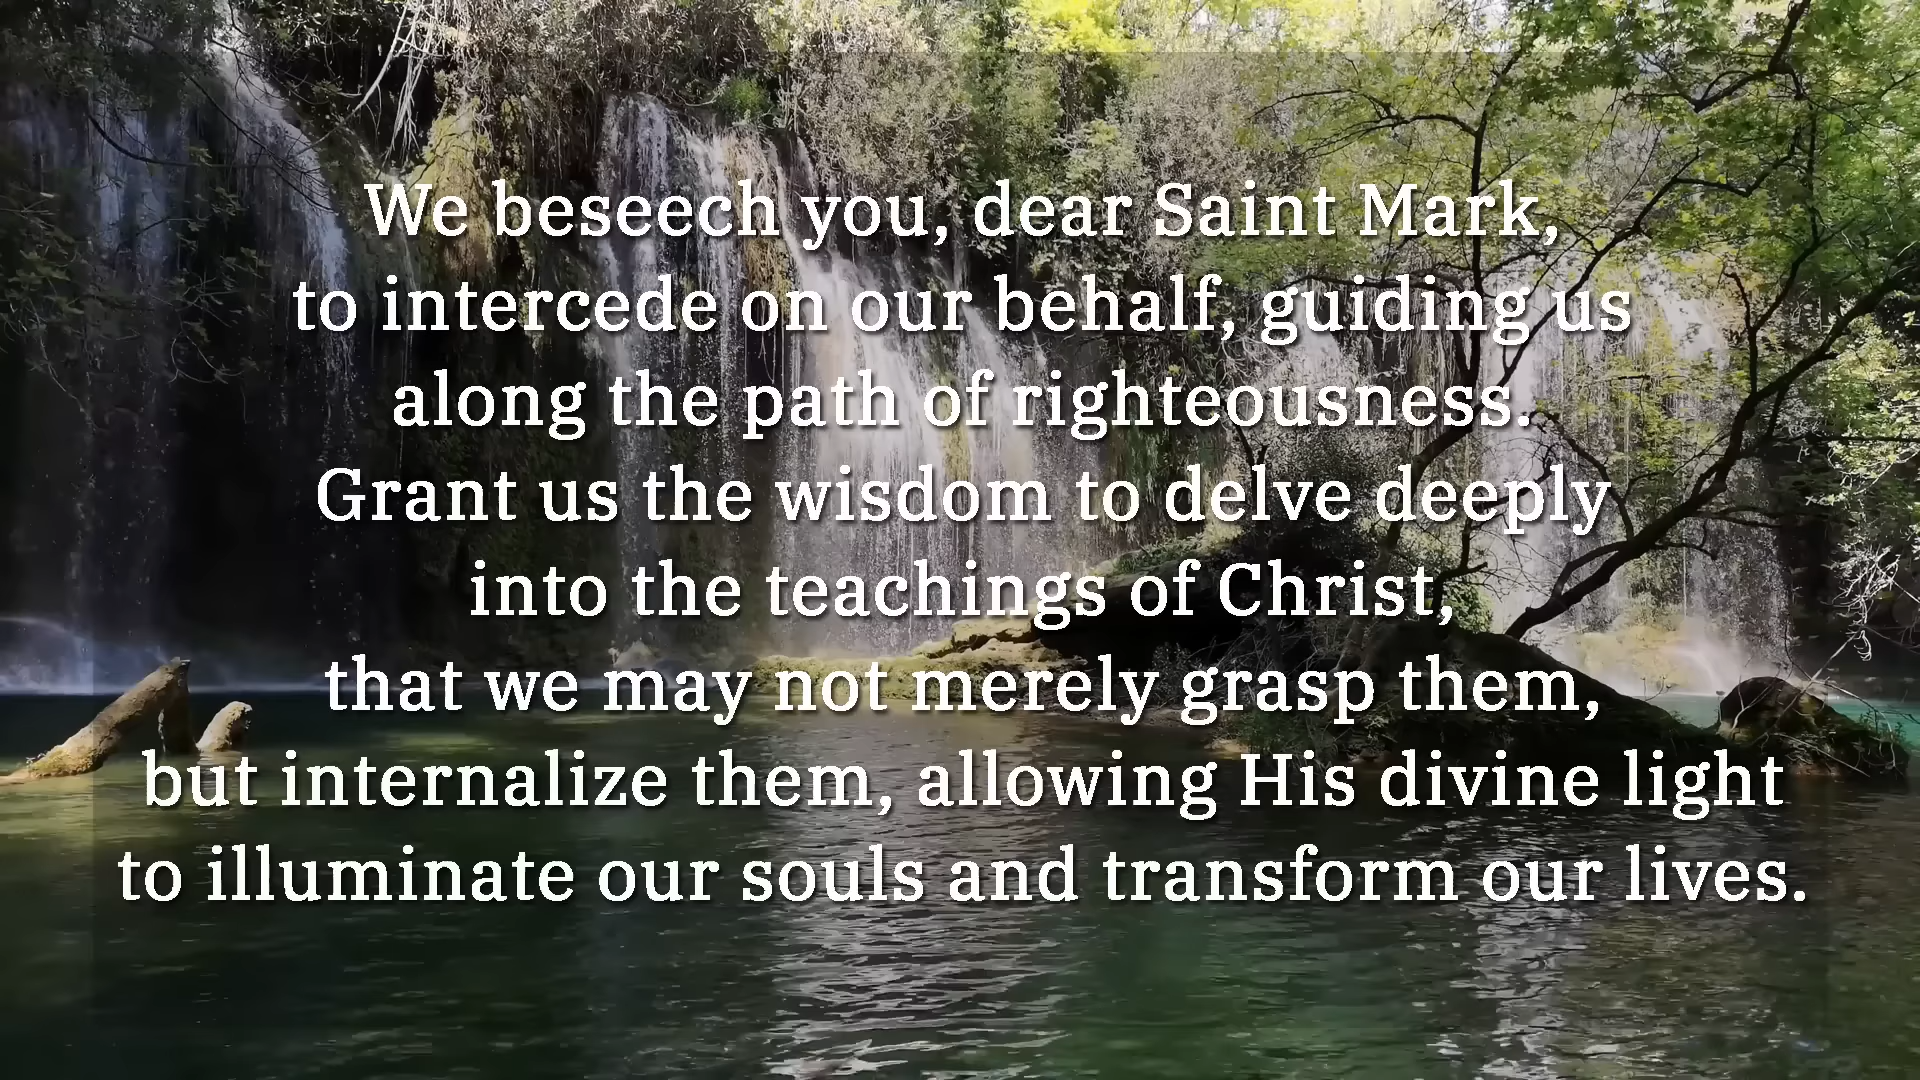 We beseech you, dear Saint Mark,
to intercede on our behalf, guiding us
along the path of righteousness.
Grant us the wisdom to delve deeply
into the teachings of Christ,
that we may not merely grasp them,
but internalize them, allowing His divine light
to illuminate our souls and transform our lives.